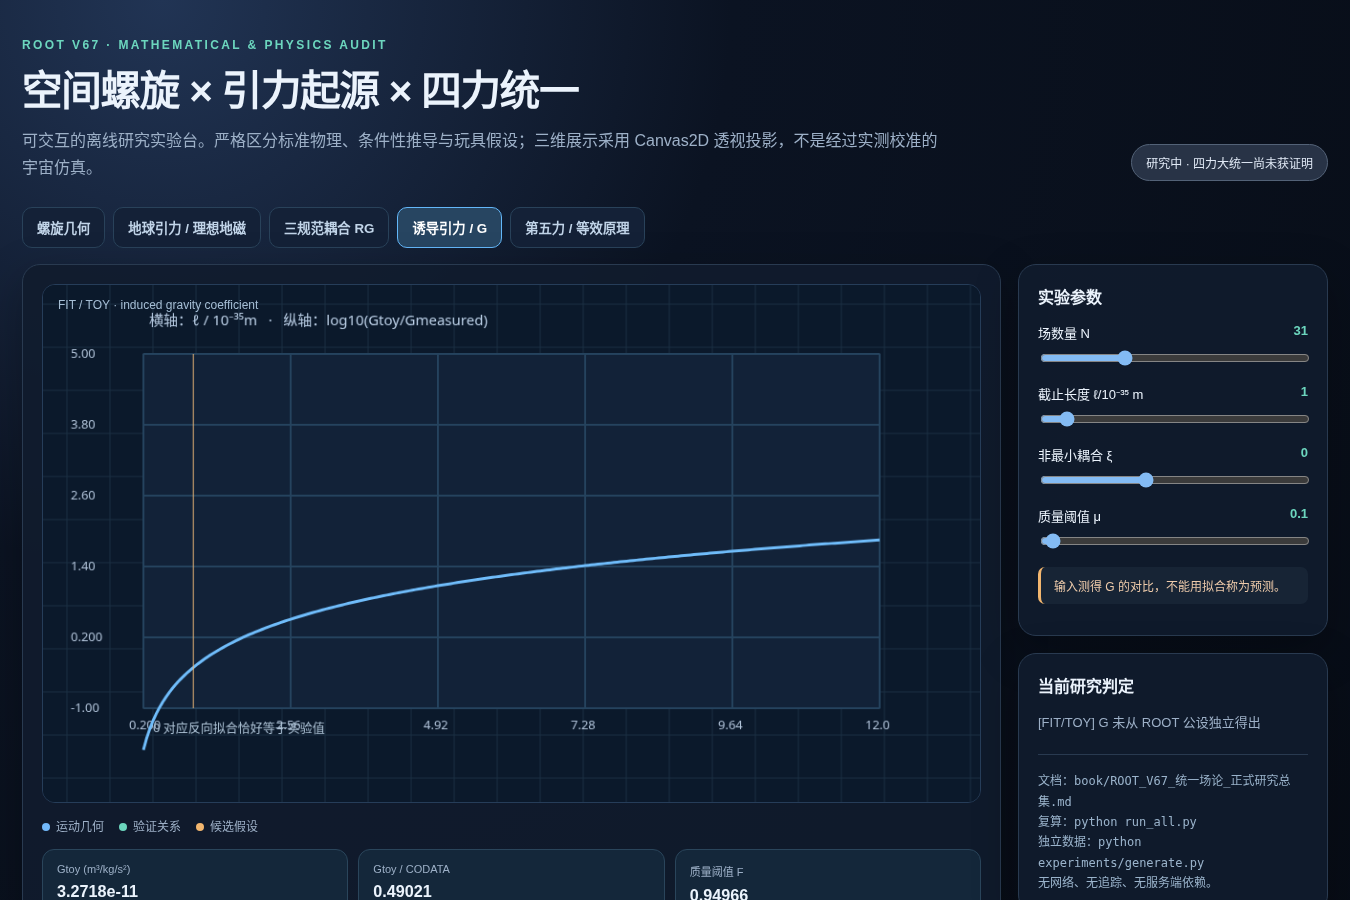 ROOT V67 · MATHEMATICAL & PHYSICS AUDIT
空间螺旋 × 引力起源 × 四力统一
可交互的离线研究实验台。严格区分标准物理、条件性推导与玩具假设；三维展示采用 Canvas2D 透视投影，不是经过实测校准的
宇宙仿真。
研究中 · 四力大统一尚未获证明
螺旋几何
地球引力 / 理想地磁
三规范耦合 RG
诱导引力 / G
第五力 / 等效原理
FIT / TOY · induced gravity coefficient
横轴：ℓ / 10⁻³⁵m · 纵轴：log10(Gtoy/Gmeasured)
5.00
3.80
2.60
1.40
0.200
-1.00
0.200 2.56 4.92 7.28 9.64 12.0
0 对应反向拟合恰好等于实验值
运动几何 验证关系 候选假设
Gtoy (m³/kg/s²)
3.2718e-11
Gtoy / CODATA
0.49021
质量阈值 F
0.94966
实验参数
场数量 N 31
截止长度 ℓ/10⁻³⁵ m 1
非最小耦合 ξ 0
质量阈值 μ 0.1
输入测得 G 的对比，不能用拟合称为预测。
当前研究判定
[FIT/TOY] G 未从 ROOT 公设独立得出
文档：book/ROOT_V67_统一场论_正式研究总
集.md
复算：python run_all.py
独立数据：python
experiments/generate.py
无网络、无追踪、无服务端依赖。